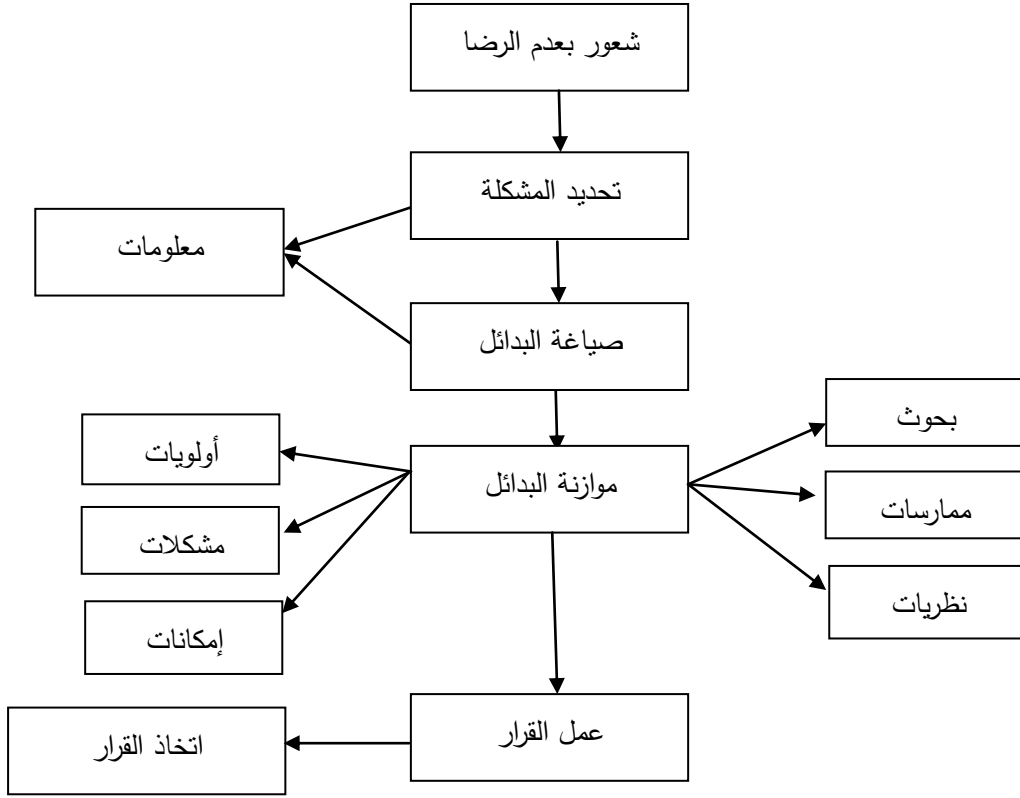 شعور بعدم الرضا
تحديد المشكلة
معلومات
صياغة البدائل
بحوث
أولويات
موازنة البدائل
ممارسات
مشكلات
نظريات
إمكانات
عمل القرار
اتخاذ القرار